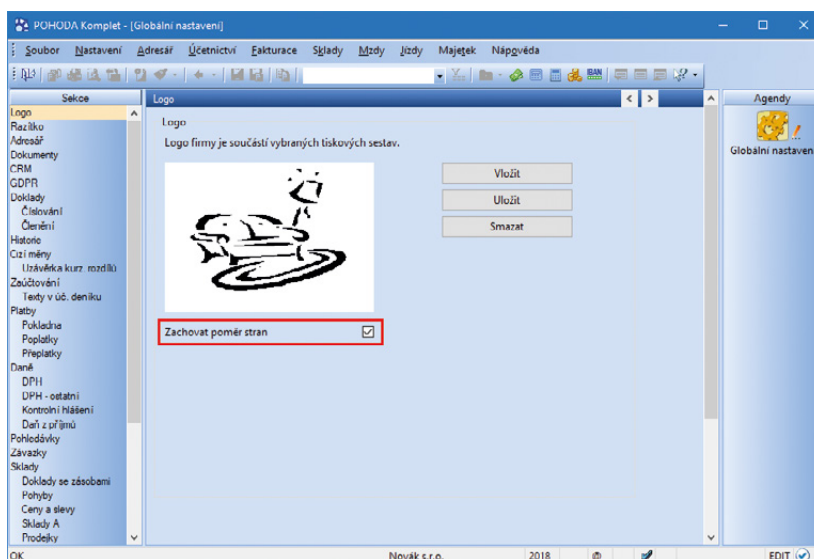 POHODA Komplet - [Globální nastavení]
Soubor Nastavení Adresář Účetnictví Fakturace Sklady Mzdy Jízdy Majetek Nápověda
Sekce
Logo
Razítko
Adresář
Dokumenty
CRM
GDPR
Doklady
Číslování
Členění
Historie
Cizí měny
Uzávěrka kurz. rozdílů
Zaúčtování
Texty v úč. deníku
Platby
Pokladna
Poplatky
Přeplatky
Daně
DPH
DPH - ostatní
Kontrolní hlášení
Daň z příjmů
Pohledávky
Závazky
Sklady
Doklady se zásobami
Pohyby
Ceny a slevy
Sklady A
Prodejky
Logo
Logo
Logo firmy je součástí vybraných tiskových sestav.
Vložit
Uložit
Smazat
Zachovat poměr stran
Agendy
Globální nastaven
OK
Novák s.r.o.
2018
@
EDIT